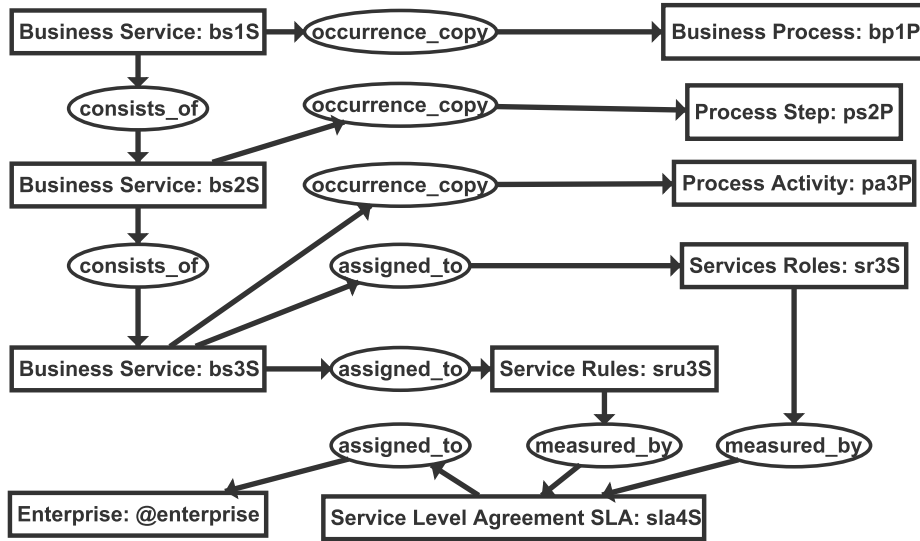 Business Service: bs1S
occurrence_copy
Business Process: bp1P
consists_of
occurrence_copy
Process Step: ps2P
Business Service: bs2S
occurrence_copy
Process Activity: pa3P
consists_of
assigned_to
Services Roles: sr3S
Business Service: bs3S
assigned_to
Service Rules: sru3S
assigned_to
measured_by
measured_by
Enterprise: @enterprise
Service Level Agreement SLA: sla4S